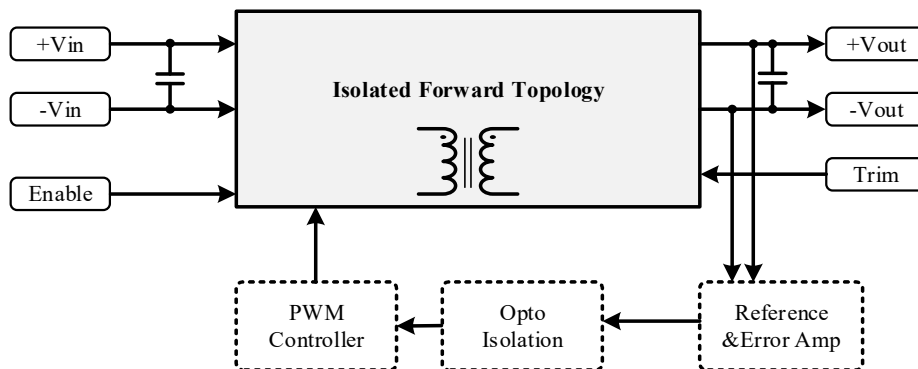 +Vin
+Vout
Isolated Forward Topology
-Vin
-Vout
Enable
Trim
PWM
Controller
Opto
Isolation
Reference
&Error Amp